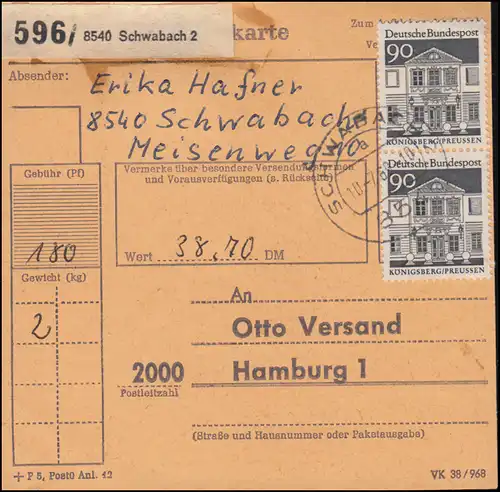 596/ 8540 Schwabach 2
karte
Zum
Absender:
Erika Hafner
8540 Schwabach
Meisenweg
Deutsche Bundespost
90
KÖNIGSBERG/PREUSSEN
Deutsche Bundespost
90
KÖNIGSBERG/PREUSSEN
SCHWABACH
Gebühr (Pf)
180
Vermerke über besondere Versendungsformen
und Vorausverfügungen (s. Rückseite)
Wert 38,70 DM
Gewicht (kg)
2
An
Otto Versand
2000 Hamburg 1
Postleitzahl
(Straße und Hausnummer oder Paketausgabe)
+ F 5, PostO Anl. 12
VK 38/968